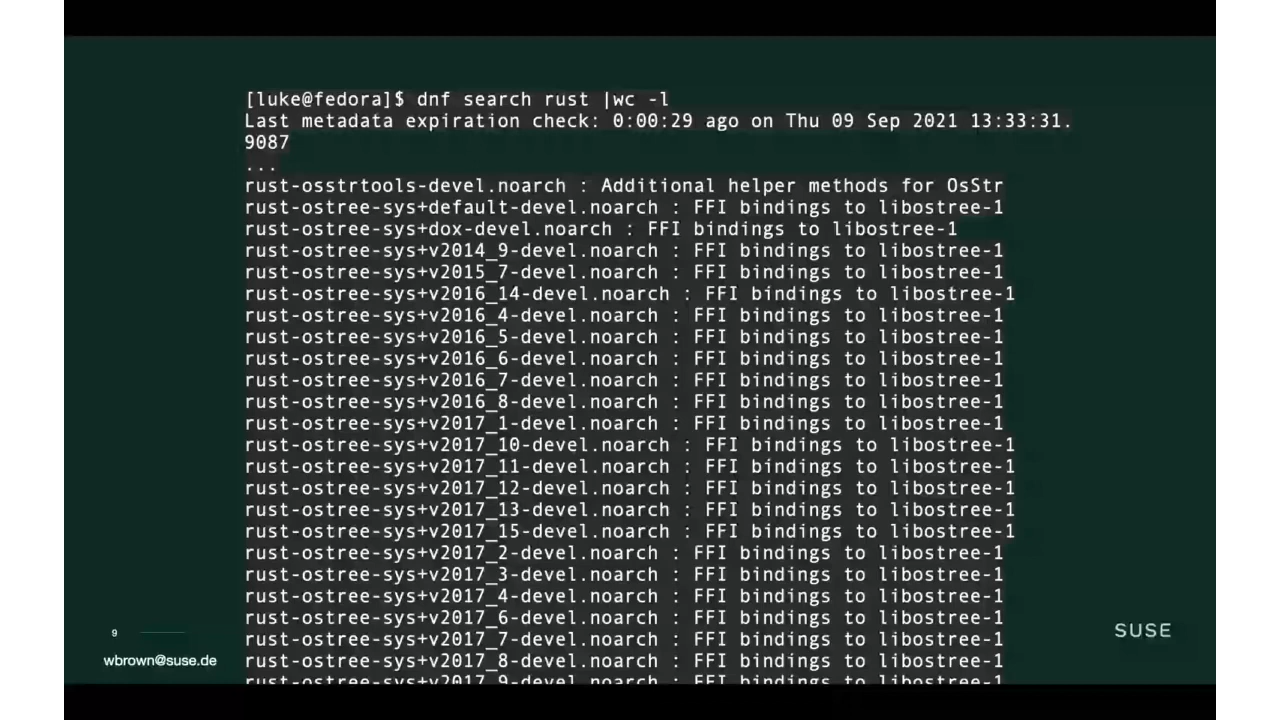 [luke@fedora]$ dnf search rust |wc -l
Last metadata expiration check: 0:00:29 ago on Thu 09 Sep 2021 13:33:31.
9087
...
rust-osstrtools-devel.noarch : Additional helper methods for OsStr
rust-ostree-sys+default-devel.noarch : FFI bindings to libostree-1
rust-ostree-sys+dox-devel.noarch : FFI bindings to libostree-1
rust-ostree-sys+v2014_9-devel.noarch : FFI bindings to libostree-1
rust-ostree-sys+v2015_7-devel.noarch : FFI bindings to libostree-1
rust-ostree-sys+v2016_14-devel.noarch : FFI bindings to libostree-1
rust-ostree-sys+v2016_4-devel.noarch : FFI bindings to libostree-1
rust-ostree-sys+v2016_5-devel.noarch : FFI bindings to libostree-1
rust-ostree-sys+v2016_6-devel.noarch : FFI bindings to libostree-1
rust-ostree-sys+v2016_7-devel.noarch : FFI bindings to libostree-1
rust-ostree-sys+v2016_8-devel.noarch : FFI bindings to libostree-1
rust-ostree-sys+v2017_1-devel.noarch : FFI bindings to libostree-1
rust-ostree-sys+v2017_10-devel.noarch : FFI bindings to libostree-1
rust-ostree-sys+v2017_11-devel.noarch : FFI bindings to libostree-1
rust-ostree-sys+v2017_12-devel.noarch : FFI bindings to libostree-1
rust-ostree-sys+v2017_13-devel.noarch : FFI bindings to libostree-1
rust-ostree-sys+v2017_15-devel.noarch : FFI bindings to libostree-1
rust-ostree-sys+v2017_2-devel.noarch : FFI bindings to libostree-1
rust-ostree-sys+v2017_3-devel.noarch : FFI bindings to libostree-1
rust-ostree-sys+v2017_4-devel.noarch : FFI bindings to libostree-1
rust-ostree-sys+v2017_6-devel.noarch : FFI bindings to libostree-1
rust-ostree-sys+v2017_7-devel.noarch : FFI bindings to libostree-1
rust-ostree-sys+v2017_8-devel.noarch : FFI bindings to libostree-1
rust-ostree-sys+v2017_9-devel.noarch : FFI bindings to libostree-1
9
wbrown@suse.de
SUSE